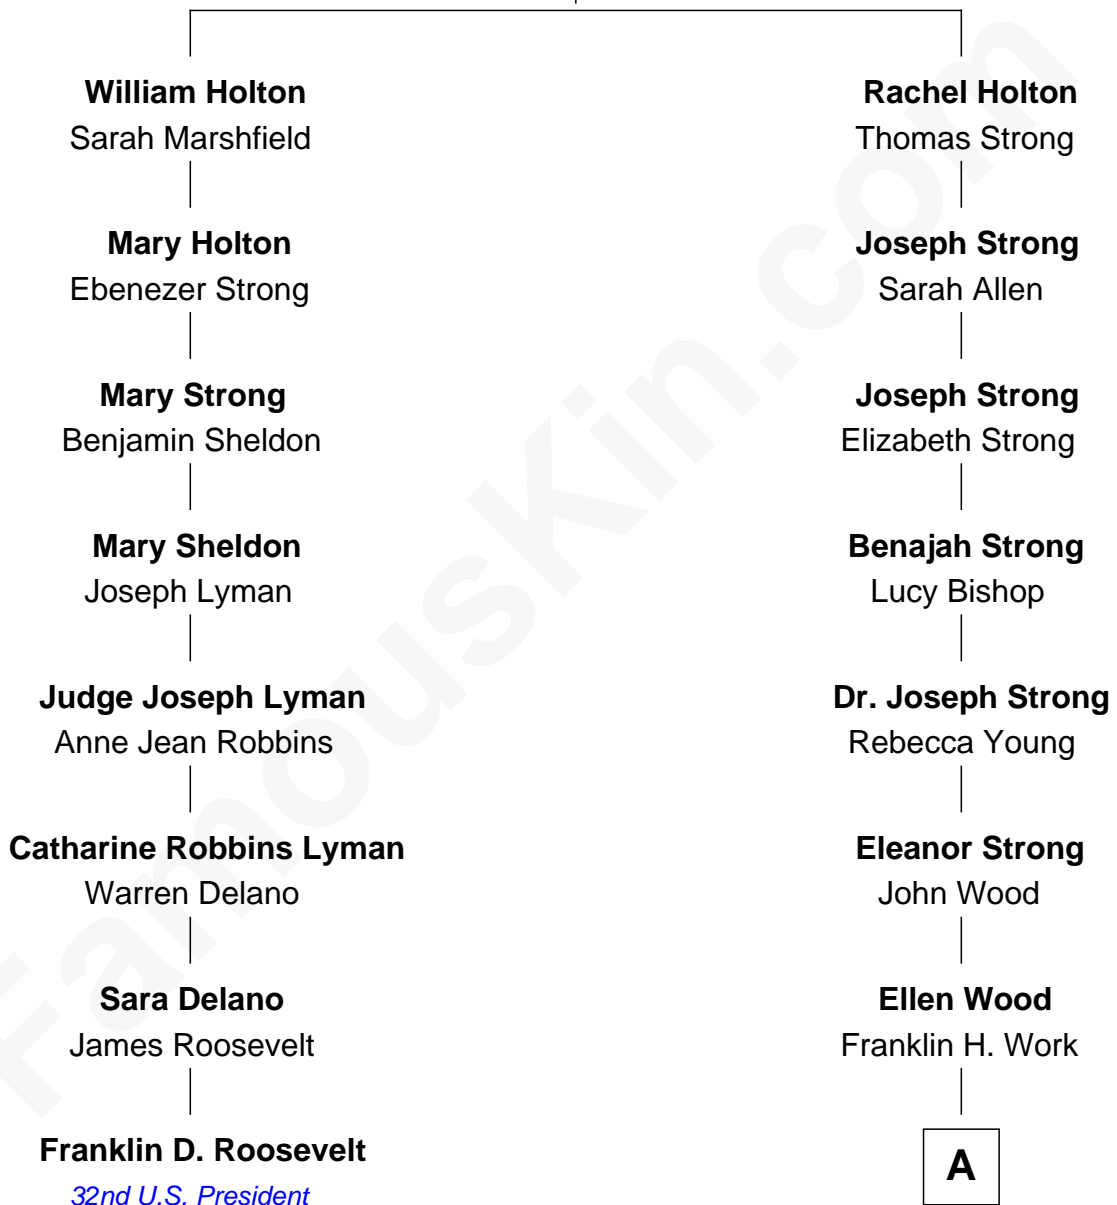 William Holton
Sarah Marshfield
Rachel Holton
Thomas Strong
Mary Holton
Ebenezer Strong
Joseph Strong
Sarah Allen
Mary Strong
Benjamin Sheldon
Joseph Strong
Elizabeth Strong
Mary Sheldon
Joseph Lyman
Benajah Strong
Lucy Bishop
Judge Joseph Lyman
Anne Jean Robbins
Dr. Joseph Strong
Rebecca Young
Catharine Robbins Lyman
Warren Delano
Eleanor Strong
John Wood
Sara Delano
James Roosevelt
Ellen Wood
Franklin H. Work
Franklin D. Roosevelt
32nd U.S. President
A
FamousKin.com